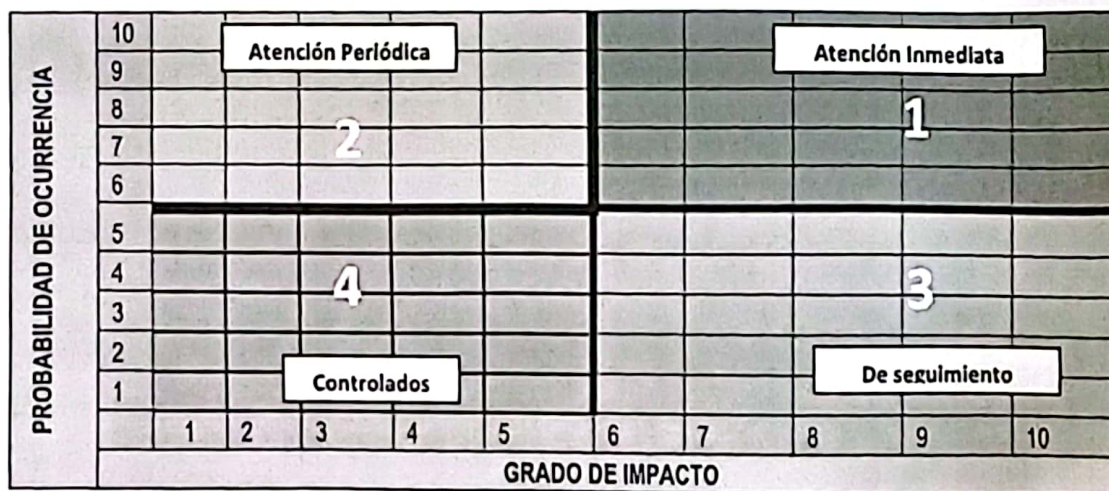 PROBABILIDAD DE OCURRENCIA
10
Atención Periódica
Atención Inmediata
9
8
2
1
7
6
5
4
4
3
3
2
Controlados
De seguimiento
1
1 2 3 4 5 6 7 8 9 10
GRADO DE IMPACTO